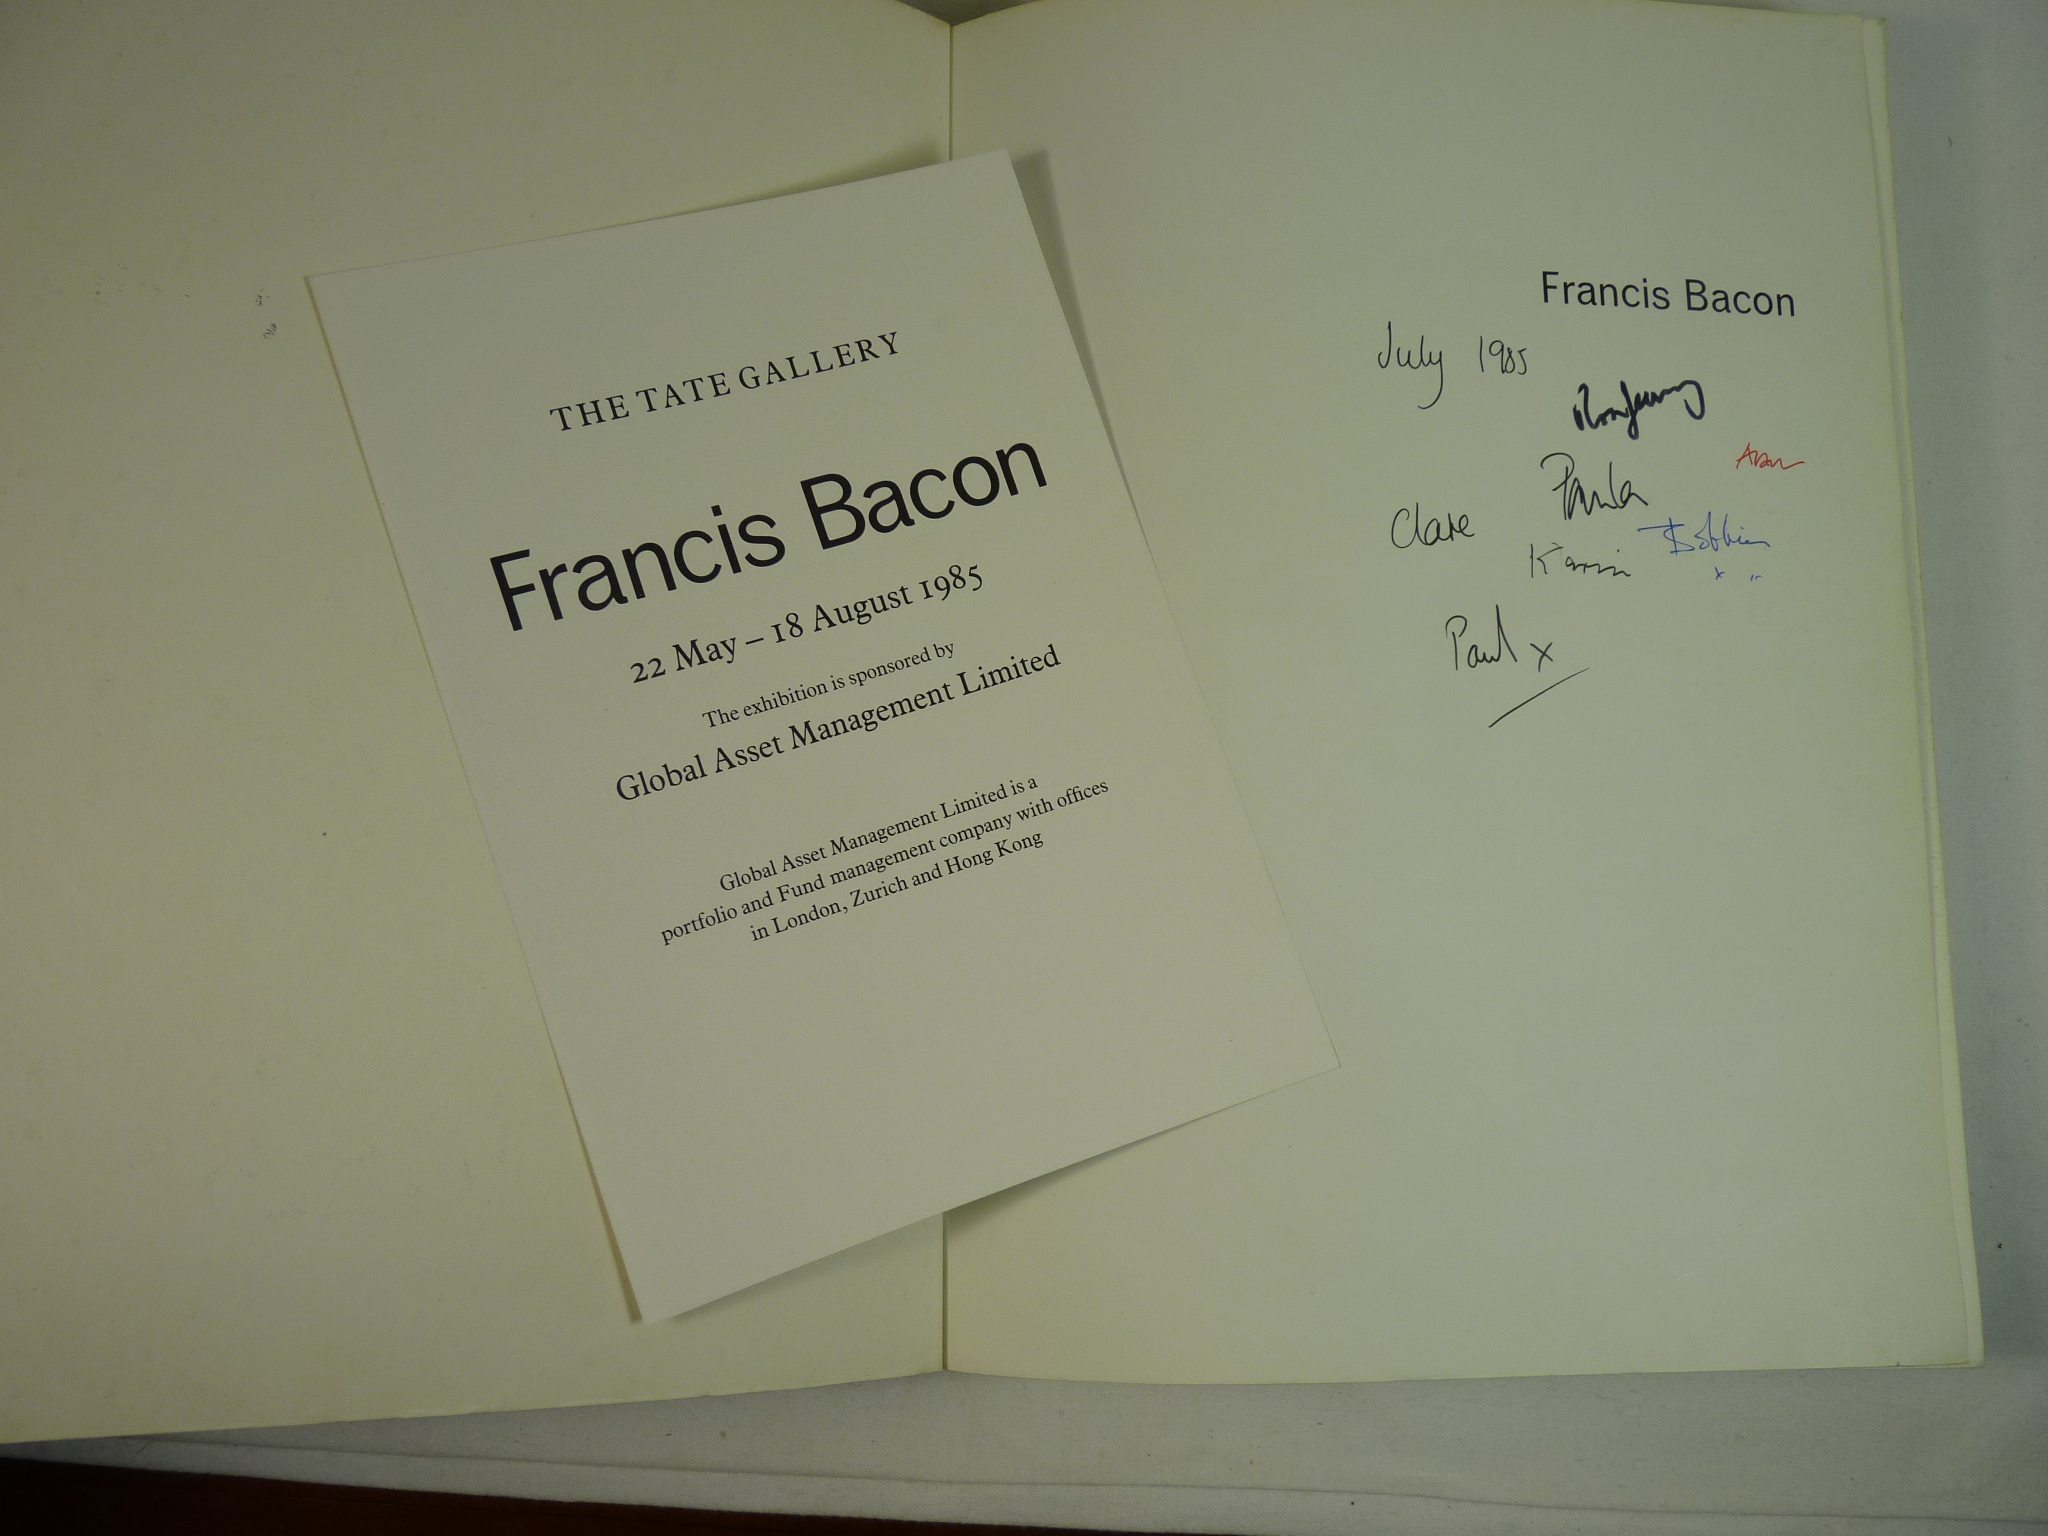 THE TATE GALLERY
Francis Bacon
22 May – 18 August 1985
The exhibition is sponsored by
Global Asset Management Limited
Global Asset Management Limited is a
portfolio and Fund management company with offices
in London, Zurich and Hong Kong
Francis Bacon
July 1985
Paula
Clare
Karin
Paul x